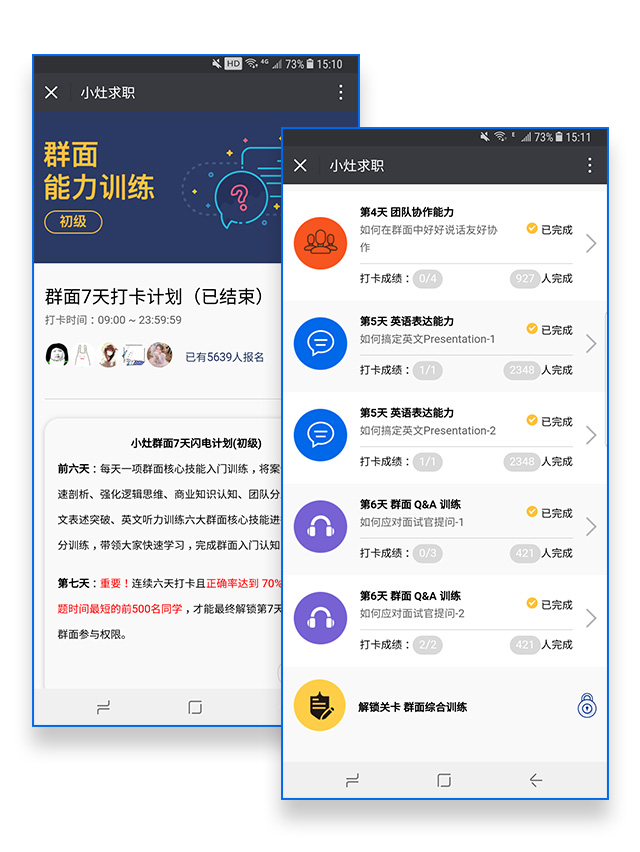 HD 4G 73% 15:10
小灶求职
群面
能力训练
初级
群面7天打卡计划（已结束）
打卡时间：09:00 ~ 23:59:59
已有5639人报名
小灶群面7天闪电计划(初级)
前六天：每天一项群面核心技能入门训练，将案
速剖析、强化逻辑思维、商业知识认知、团队分
文表述突破、英文听力训练六大群面核心技能进
分训练，带领大家快速学习，完成群面入门认知
第七天：重要！连续六天打卡且正确率达到 70%
题时间最短的前500名同学，才能最终解锁第7天
群面参与权限。
E 73% 15:11
小灶求职
第4天 团队协作能力
如何在群面中好好说话友好协
作
已完成
打卡成绩： 0/4 927 人完成
第5天 英语表达能力
如何搞定英文Presentation-1
已完成
打卡成绩： 1/1 2348 人完成
第5天 英语表达能力
如何搞定英文Presentation-2
已完成
打卡成绩： 1/1 2348 人完成
第6天 群面 Q&A 训练
如何应对面试官提问-1
已完成
打卡成绩： 0/3 421 人完成
第6天 群面 Q&A 训练
如何应对面试官提问-2
已完成
打卡成绩： 2/2 421 人完成
解锁关卡 群面综合训练